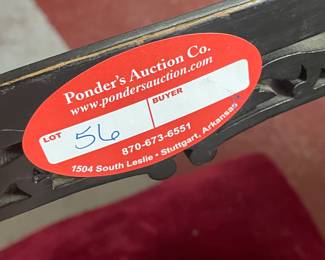 Ponder's Auction Co.
www.pondersauction.com
LOT BUYER
56
870-673-6551
1504 South Leslie - Stuttgart, Arkansas